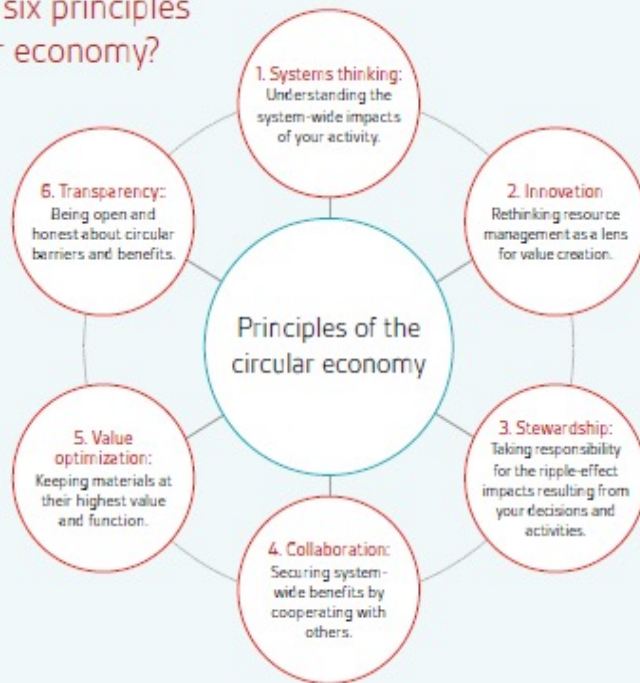 six principles
r economy?
1. Systems thinking:
Understanding the
system-wide impacts
of your activity.
2. Innovation
Rethinking resource
management as a lens
for value creation.
3. Stewardship:
Taking responsibility
for the ripple-effect
impacts resulting from
your decisions and
activities.
4. Collaboration:
Securing system-
wide benefits by
cooperating with
others.
5. Value
optimization:
Keeping materials at
their highest value
and function.
6. Transparency:
Being open and
honest about circular
barriers and benefits.
Principles of the
circular economy